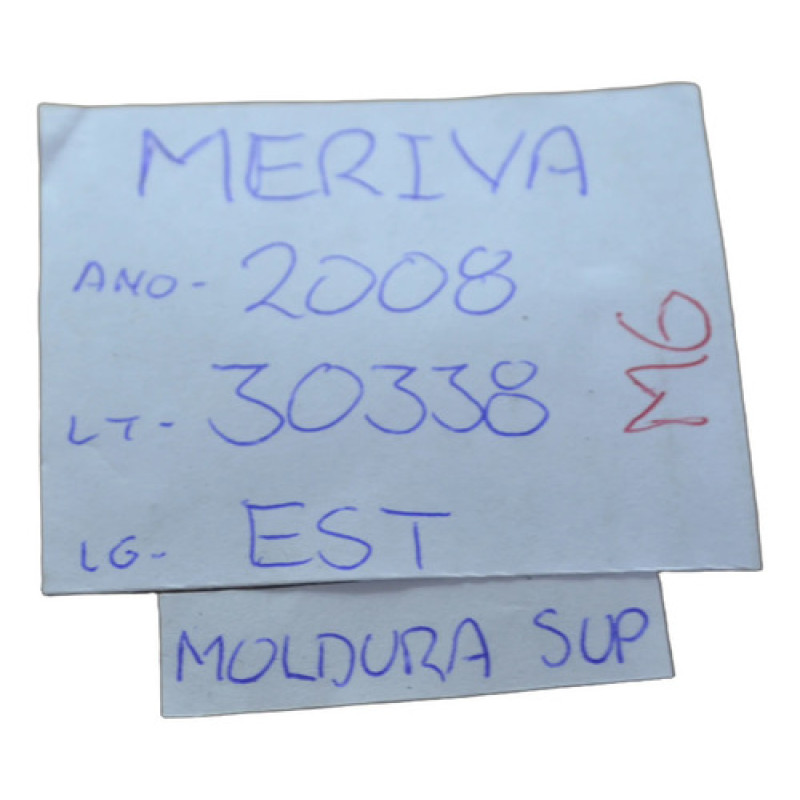 MERIVA
ANO- 2008
LT- 30338
LG- EST
M6
MOLDURA SUP